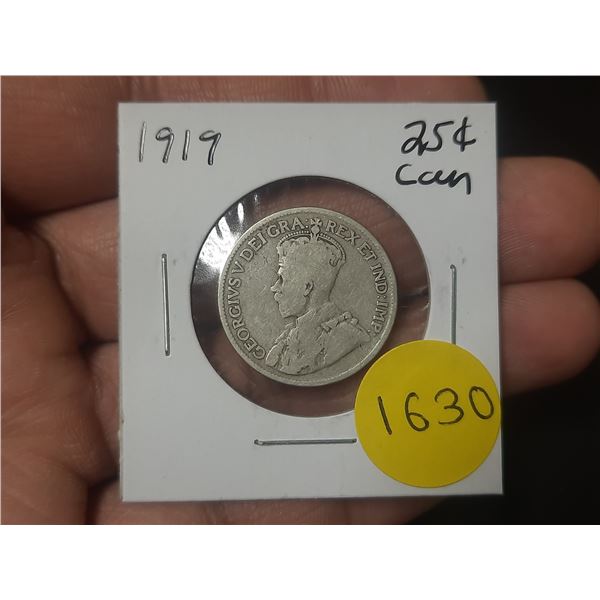 1919
25¢
Can
GEORGIVS V DEI GRA: REX ET IND: IMP:
1630